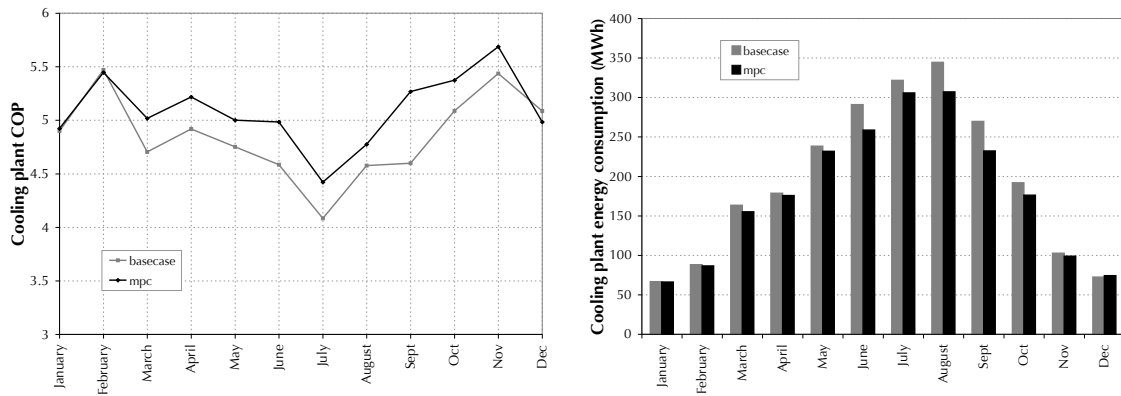 Cooling plant COP
6
5.5
5
4.5
4
3.5
3
basecase
mpc
January
February
March
April
May
June
July
August
Sept
Oct
Nov
Dec
Cooling plant energy consumption (MWh)
400
350
300
250
200
150
100
50
0
basecase
mpc
January
February
March
April
May
June
July
August
Sept
Oct
Nov
Dec